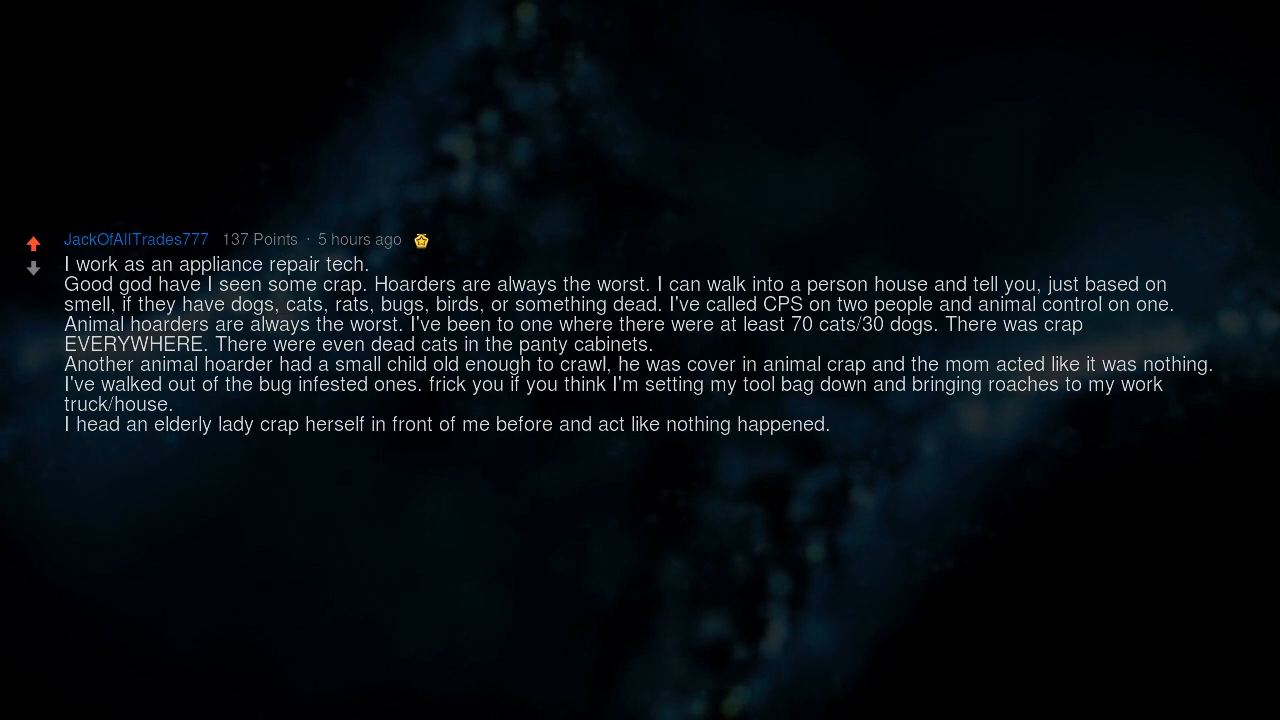 JackOfAllTrades777 137 Points · 5 hours ago
I work as an appliance repair tech.
Good god have I seen some crap. Hoarders are always the worst. I can walk into a person house and tell you, just based on
smell, if they have dogs, cats, rats, bugs, birds, or something dead. I've called CPS on two people and animal control on one.
Animal hoarders are always the worst. I've been to one where there were at least 70 cats/30 dogs. There was crap
EVERYWHERE. There were even dead cats in the panty cabinets.
Another animal hoarder had a small child old enough to crawl, he was cover in animal crap and the mom acted like it was nothing.
I've walked out of the bug infested ones. frick you if you think I'm setting my tool bag down and bringing roaches to my work
truck/house.
I head an elderly lady crap herself in front of me before and act like nothing happened.